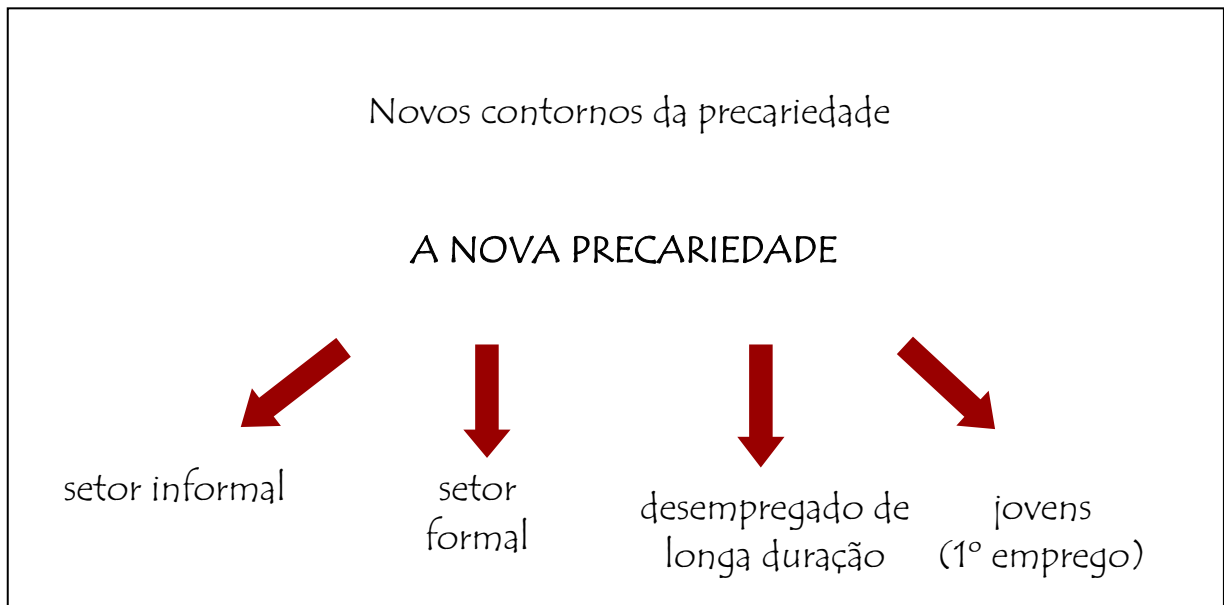 Novos contornos da precariedade
A NOVA PRECARIEDADE
setor informal
setor
formal
desempregado de
longa duração
jovens
(1º emprego)